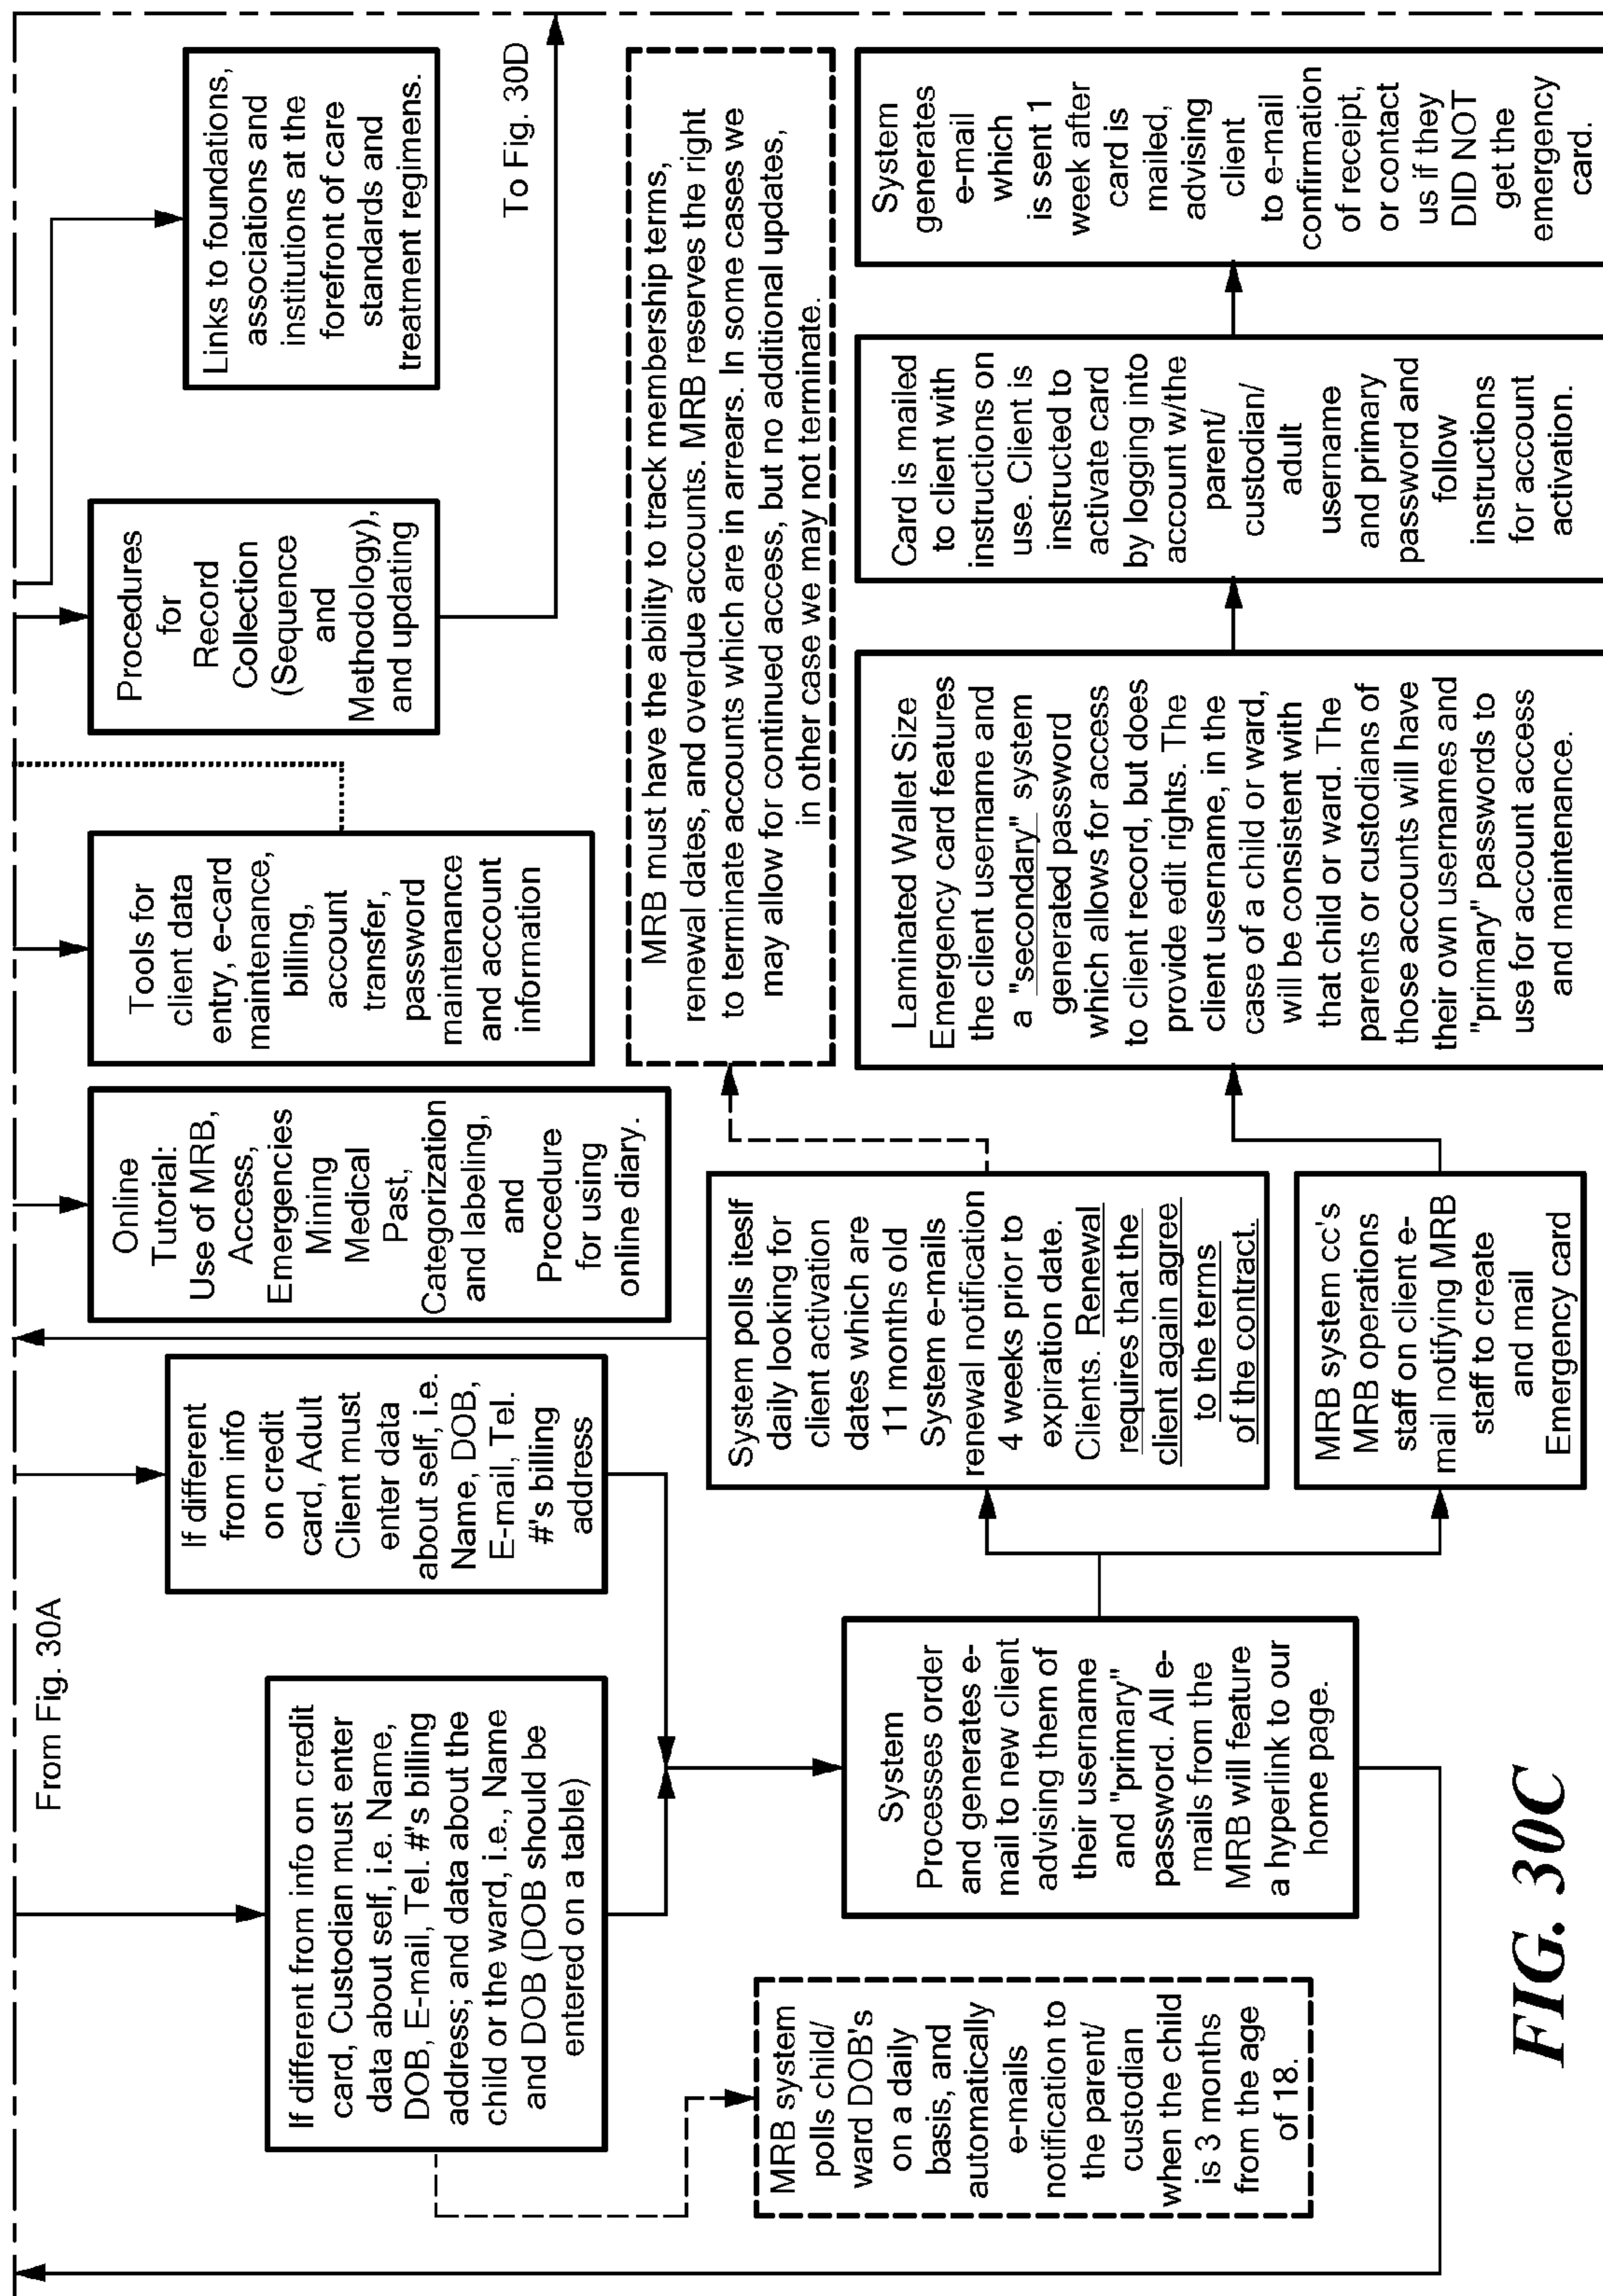 From Fig. 30A
If different from info on credit
card, Custodian must enter
data about self, i.e. Name,
DOB, E-mail, Tel. #'s billing
address; and data about the
child or the ward, i.e., Name
and DOB (DOB should be
entered on a table)
If different
from info
on credit
card, Adult
Client must
enter data
about self, i.e.
Name, DOB,
E-mail, Tel.
#'s billing
address
Online
Tutorial:
Use of MRB,
Access,
Emergencies
Mining
Medical
Past,
Categorization
and labeling,
and
Procedure
for using
online diary.
Tools for
client data
entry, e-card
maintenance,
billing,
account
transfer,
password
maintenance
and account
information
Procedures
for
Record
Collection
(Sequence
and
Methodology),
and updating
Links to foundations,
associations and
institutions at the
forefront of care
standards and
treatment regimens.
To Fig. 30D
MRB system
polls child/
ward DOB's
on a daily
basis, and
automatically
e-mails
notification to
the parent/
custodian
when the child
is 3 months
from the age
of 18.
System
Processes order
and generates e-
mail to new client
advising them of
their username
and "primary"
password. All e-
mails from the
MRB will feature
a hyperlink to our
home page.
System polls iteslf
daily looking for
client activation
dates which are
11 months old
System e-mails
renewal notification
4 weeks prior to
expiration date.
Clients. Renewal
requires that the
client again agree
to the terms
of the contract.
MRB must have the ability to track membership terms,
renewal dates, and overdue accounts. MRB reserves the right
to terminate accounts which are in arrears. In some cases we
may allow for continued access, but no additional updates,
in other case we may not terminate.
MRB system cc's
MRB operations
staff on client e-
mail notifying MRB
staff to create
and mail
Emergency card
Laminated Wallet Size
Emergency card features
the client username and
a "secondary" system
generated password
which allows for access
to client record, but does
provide edit rights. The
client username, in the
case of a child or ward,
will be consistent with
that child or ward. The
parents or custodians of
those accounts will have
their own usernames and
"primary" passwords to
use for account access
and maintenance.
Card is mailed
to client with
instructions on
use. Client is
instructed to
activate card
by logging into
account w/the
parent/
custodian/
adult
username
and primary
password and
follow
instructions
for account
activation.
System
generates
e-mail
which
is sent 1
week after
card is
mailed,
advising
client
to e-mail
confirmation
of receipt,
or contact
us if they
DID NOT
get the
emergency
card.
FIG. 30C